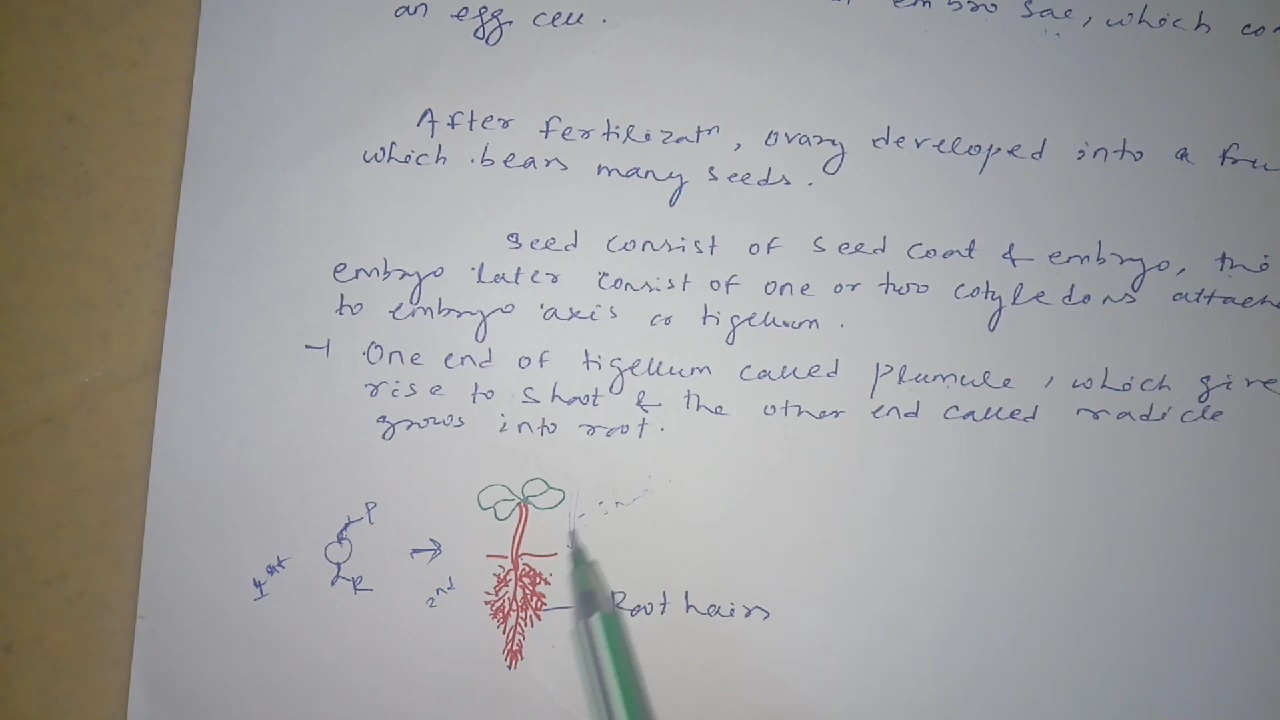 embro sac, which con
an egg cell.
After fertilizatn, ovary developed into a fru
which bears many seeds.
Seed consist of seed coat & embryo, the
embryo later consist of one or two cotyledons attach
to embryo axis or tigellum.
One end of tigellum called Plumule, which give
rise to shoot & the other end called radicle
grows into root.
P
R
1st
2nd
Root hairs